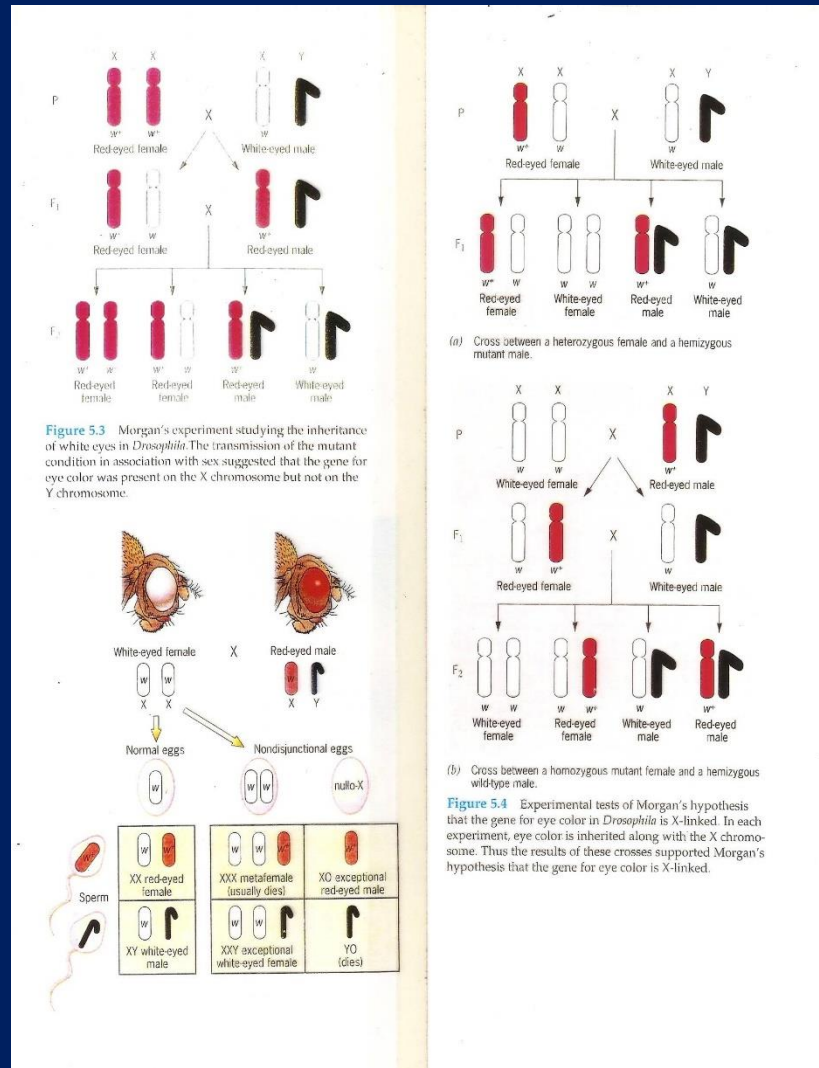 X X X Y
P X
w⁺ w⁺ w
Red-eyed female White-eyed male
F₁ X
w⁺ w w⁺
Red-eyed female Red-eyed male
F₂
w⁺ w⁺ w⁺ w w⁺ w
Red-eyed Red-eyed Red-eyed White-eyed
female female male male
Figure 5.3 Morgan's experiment studying the inheritance
of white eyes in Drosophila. The transmission of the mutant
condition in association with sex suggested that the gene for
eye color was present on the X chromosome but not on the
Y chromosome.
White-eyed female X Red-eyed male
w w w⁺
X X X Y
Normal eggs Nondisjunctional eggs
w w w nullo-X
w⁺
Sperm
w w⁺ w w w⁺ w⁺
XX red-eyed XXX metafemale XO exceptional
female (usually dies) red-eyed male
w w w
XY white-eyed XXY exceptional YO
male white-eyed female (dies)
X X X Y
P X
w⁺ w w
Red-eyed female White-eyed male
F₁
w⁺ w w w w⁺ w
Red-eyed White-eyed Red-eyed White-eyed
female female male male
(a) Cross between a heterozygous female and a hemizygous
mutant male.
X X X Y
P X
w w w⁺
White-eyed female Red-eyed male
F₁ X
w w⁺ w
Red-eyed female White-eyed male
F₂
w w w w⁺ w w⁺
White-eyed Red-eyed White-eyed Red-eyed
female female male male
(b) Cross between a homozygous mutant female and a hemizygous
wild-type male.
Figure 5.4 Experimental tests of Morgan's hypothesis
that the gene for eye color in Drosophila is X-linked. In each
experiment, eye color is inherited along with the X chromo-
some. Thus the results of these crosses supported Morgan's
hypothesis that the gene for eye color is X-linked.